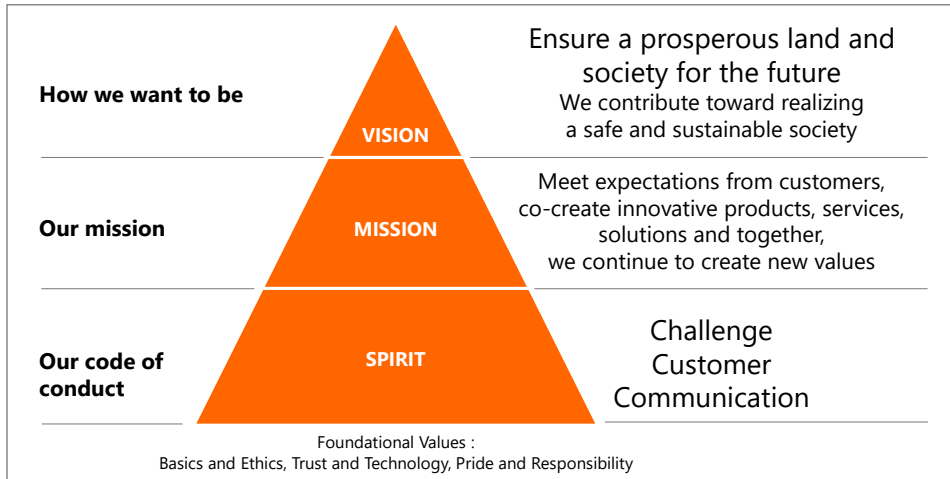 How we want to be
VISION
Ensure a prosperous land and
society for the future
We contribute toward realizing
a safe and sustainable society
Our mission
MISSION
Meet expectations from customers,
co-create innovative products, services,
solutions and together,
we continue to create new values
Our code of
conduct
SPIRIT
Challenge
Customer
Communication
Foundational Values :
Basics and Ethics, Trust and Technology, Pride and Responsibility